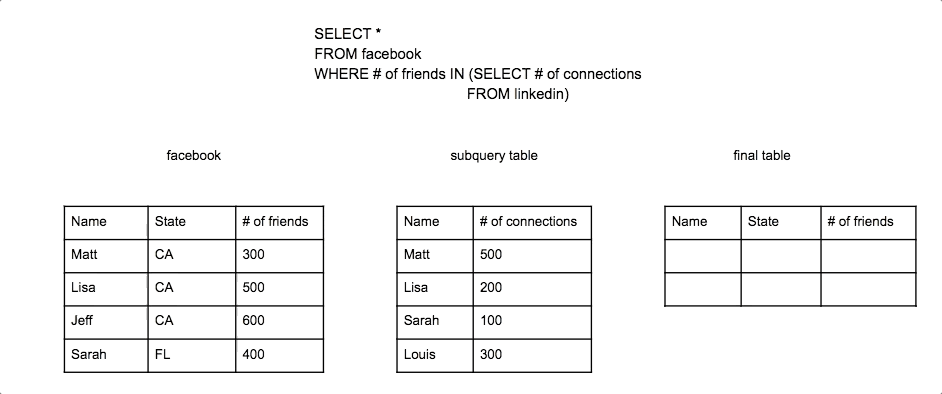 SELECT *
FROM facebook
WHERE # of friends IN (SELECT # of connections
FROM linkedin)
facebook
subquery table
final table
Name State # of friends
Matt CA 300
Lisa CA 500
Jeff CA 600
Sarah FL 400
Name # of connections
Matt 500
Lisa 200
Sarah 100
Louis 300
Name State # of friends